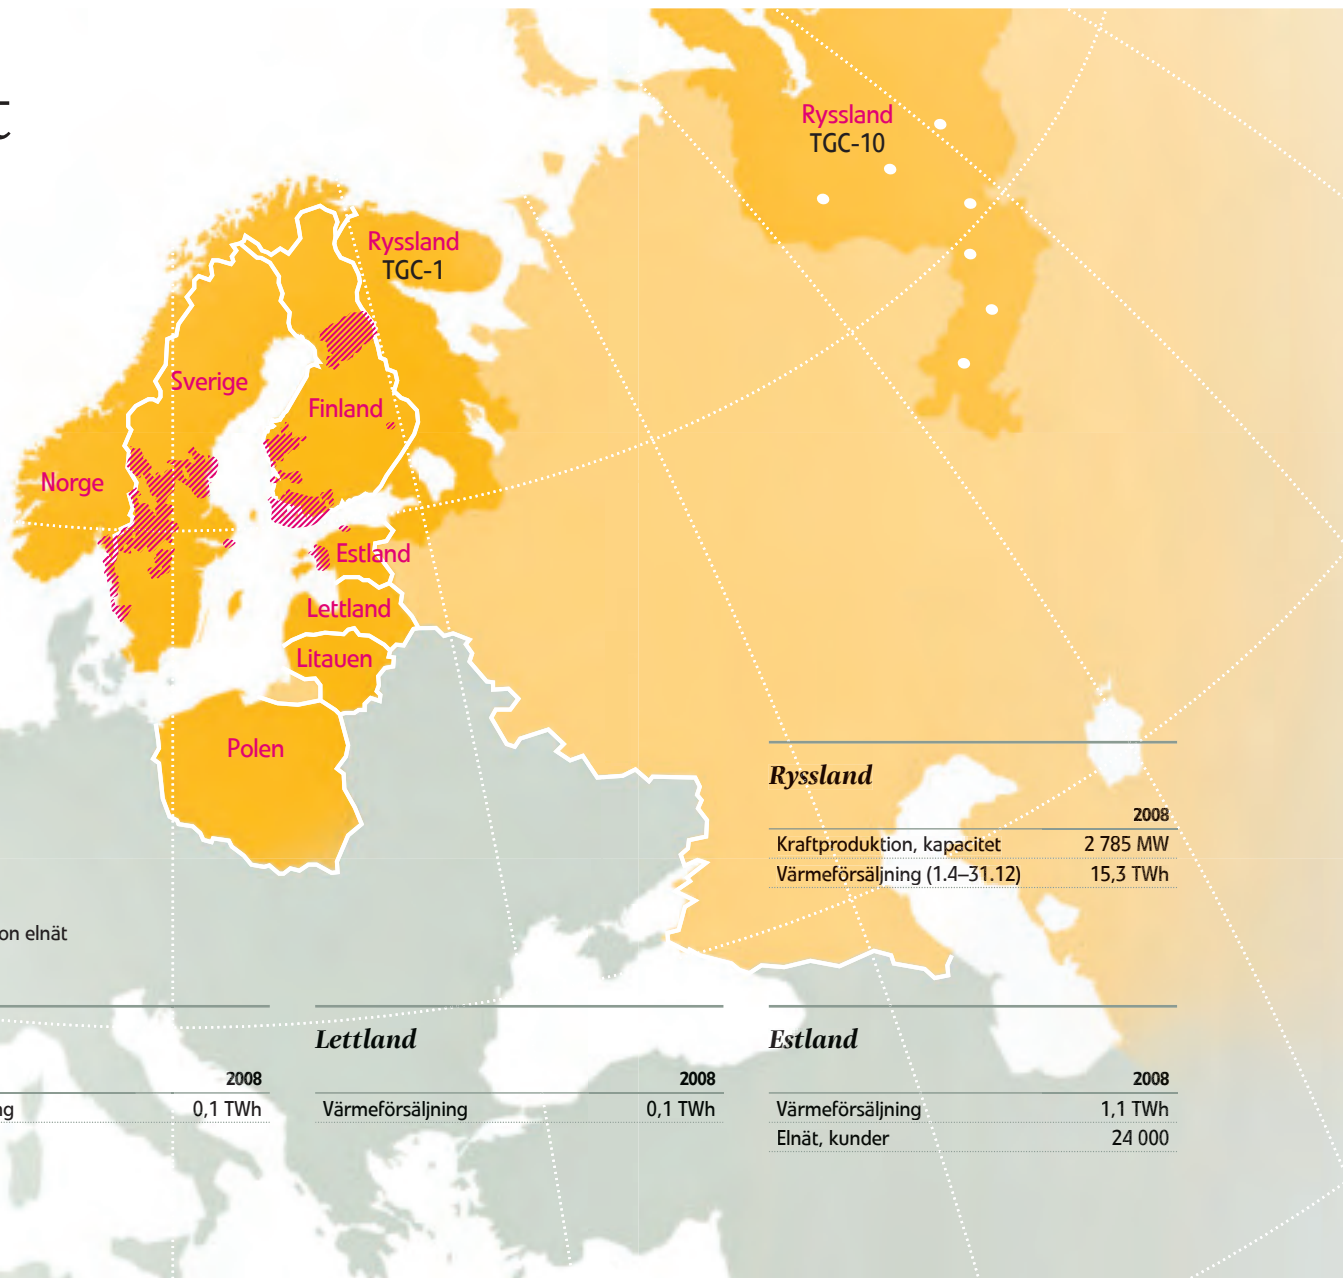 Ryssland
TGC-10
Ryssland
TGC-1
Sverige
Finland
Norge
Estland
Lettland
Litauen
Polen
Ryssland
2008
Kraftproduktion, kapacitet 2 785 MW
Värmeförsäljning (1.4–31.12) 15,3 TWh
on elnät
2008
ng 0,1 TWh
Lettland
2008
Värmeförsäljning 0,1 TWh
Estland
2008
Värmeförsäljning 1,1 TWh
Elnät, kunder 24 000